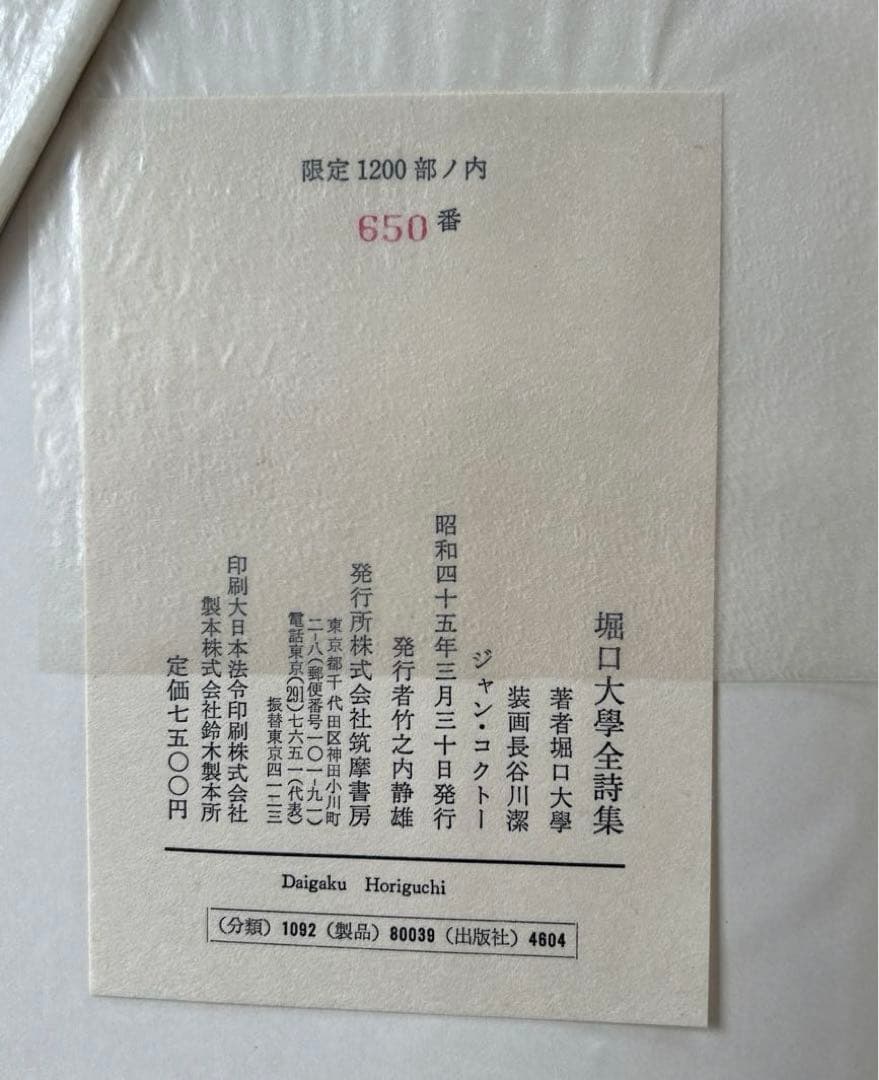 限定1200部ノ内
650番
堀口大學全詩集
著者堀口大學
装画長谷川潔
ジャン・コクトー
昭和四十五年三月三十日発行
発行者竹之内静雄
発行所株式会社筑摩書房
東京都千代田区神田小川町
二-八(郵便番号一〇一-九一)
電話東京(291)七六五一(代表)
振替東京四一二三
印刷大日本法令印刷株式会社
製本株式会社鈴木製本所
定価七五〇〇円
Daigaku Horiguchi
(分類)1092(製品)80039(出版社)4604